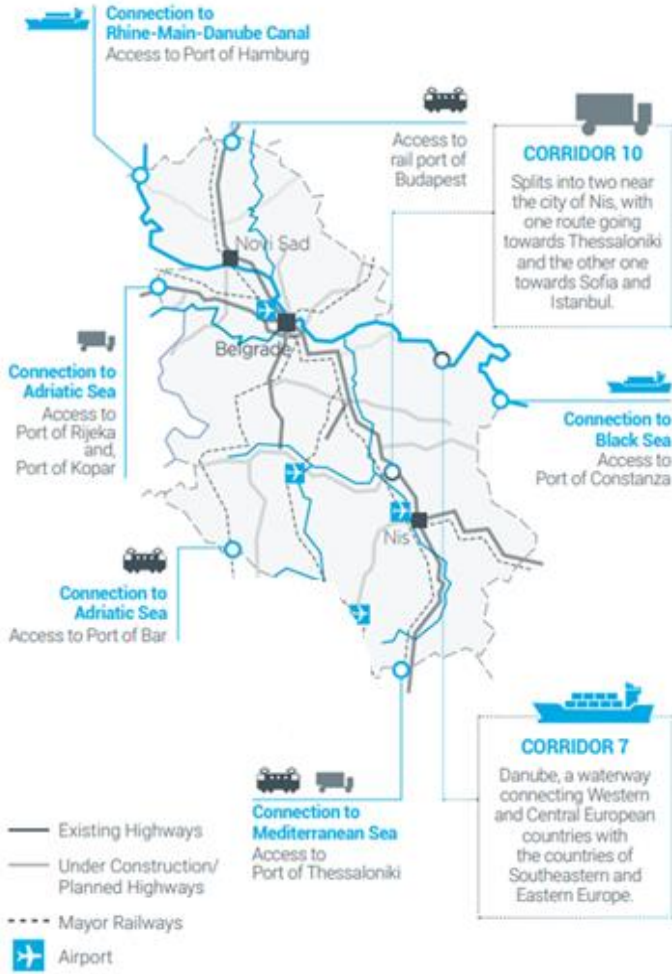 Connection to
Rhine-Main-Danube Canal
Access to Port of Hamburg
Access to
rail port of
Budapest
CORRIDOR 10
Splits into two near
the city of Nis, with
one route going
towards Thessaloniki
and the other one
towards Sofia and
Istanbul.
Novi Sad
Belgrade
Connection to
Adriatic Sea
Access to
Port of Rijeka
and,
Port of Kopar
Connection to
Black Sea
Access to
Port of Constanza
Nis
Connection to
Adriatic Sea
Access to Port of Bar
CORRIDOR 7
Danube, a waterway
connecting Western
and Central European
countries with
the countries of
Southeastern and
Eastern Europe.
Connection to
Mediterranean Sea
Access to
Port of Thessaloniki
Existing Highways
Under Construction/
Planned Highways
Mayor Railways
Airport